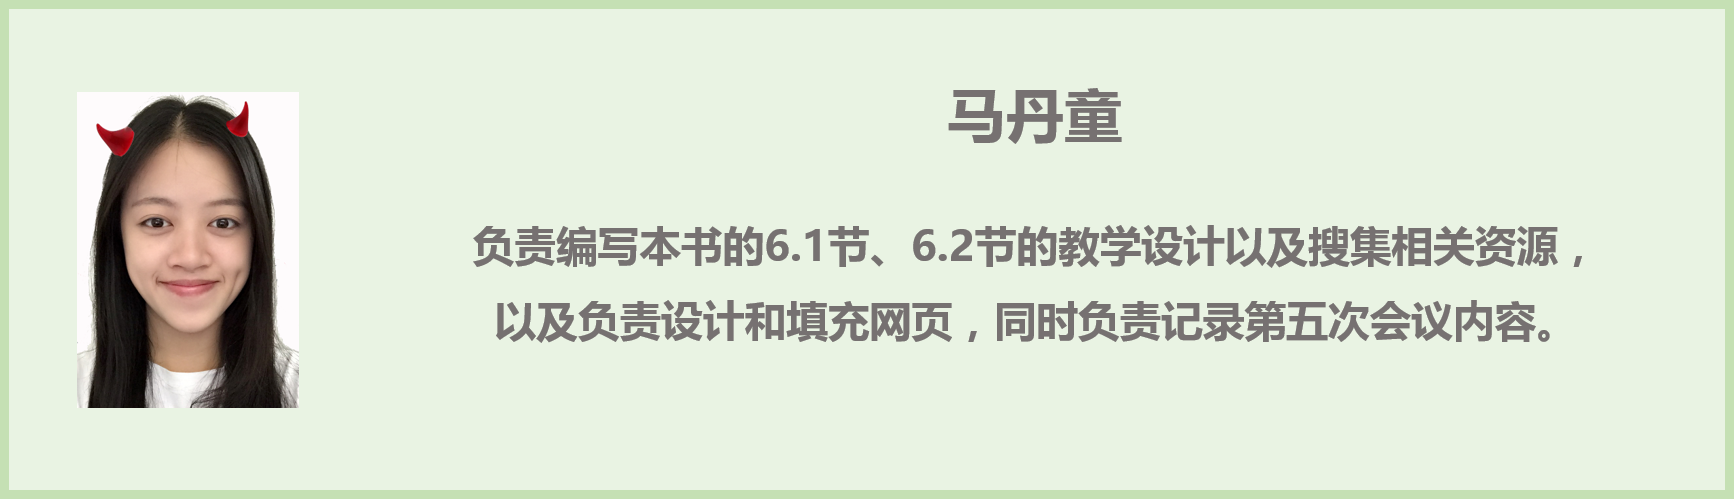 马丹童
负责编写本书的6.1节、6.2节的教学设计以及搜集相关资源，
以及负责设计和填充网页，同时负责记录第五次会议内容。